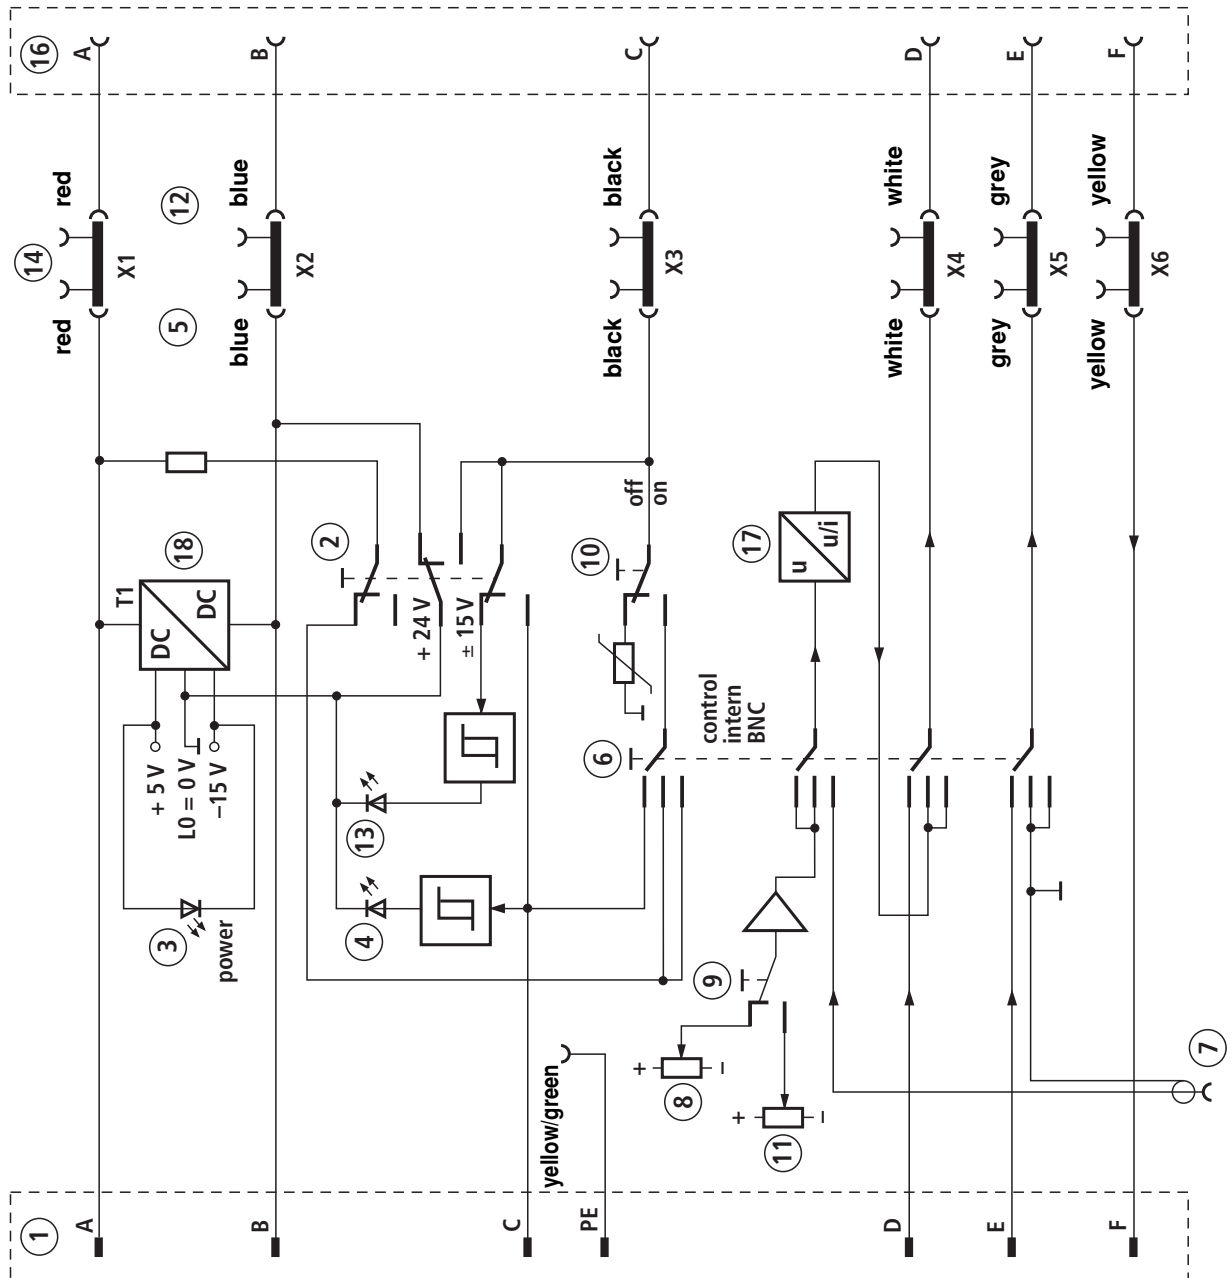 16
A
B
C
D
E
F
red
blue
black
white
grey
yellow
14
12
X1
X2
X3
X4
X5
X6
5
red
blue
black
white
grey
yellow
18
T1
DC
DC
2
+ 24 V
± 15 V
off
on
10
17
u
u/i
+ 5 V
L0 = 0 V
–15 V
3
power
13
4
6
control
intern
BNC
9
+
8
–
+
11
–
7
yellow/green
1
A
B
C
PE
D
E
F